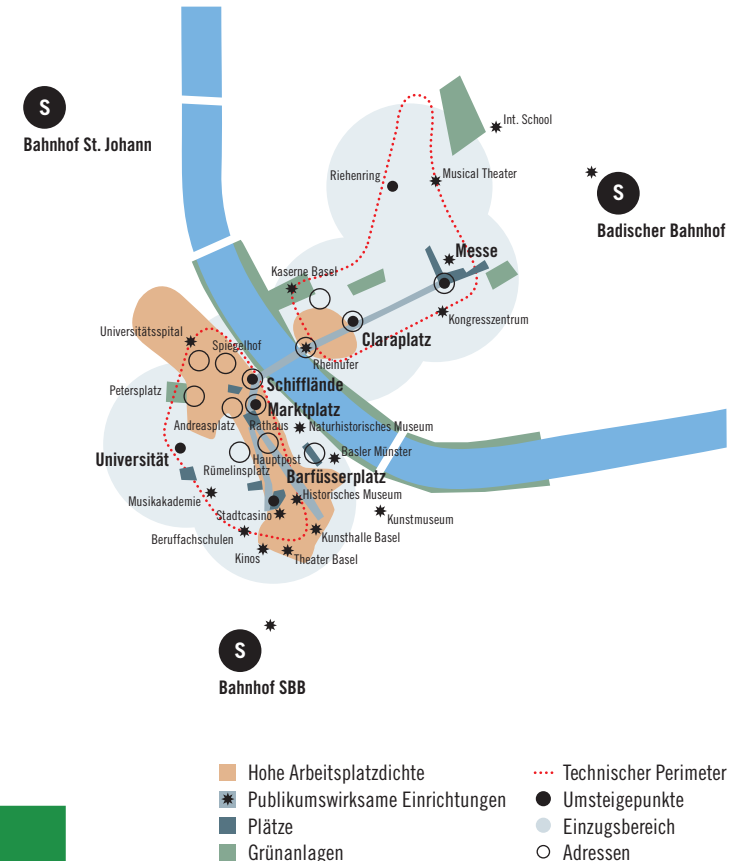 S
Bahnhof St. Johann
Int. School
Riehenring
Musical Theater
S
Badischer Bahnhof
Messe
Kaserne Basel
Kongresszentrum
Universitätsspital
Spiegelhof
Claraplatz
Rheinufer
Schifflände
Petersplatz
Marktplatz
Andreasplatz
Rathaus
Naturhistorisches Museum
Universität
Hauptpost
Basler Münster
Rümelinsplatz
Barfüsserplatz
Musikakademie
Historisches Museum
Stadtcasino
Kunstmuseum
Beruffachschulen
Kunsthalle Basel
Kinos
Theater Basel
S
Bahnhof SBB
Hohe Arbeitsplatzdichte
Publikumswirksame Einrichtungen
Plätze
Grünanlagen
Technischer Perimeter
Umsteigepunkte
Einzugsbereich
Adressen